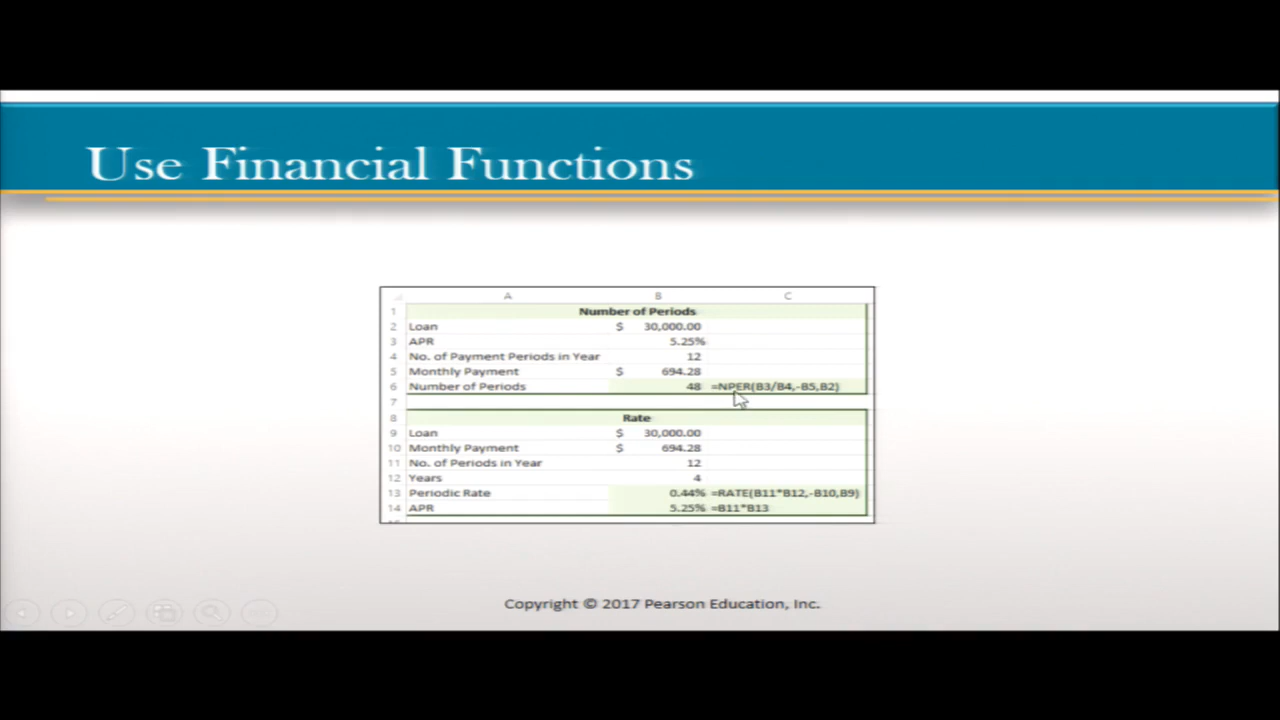 Use Financial Functions
A B C
1 Number of Periods
2 Loan $ 30,000.00
3 APR 5.25%
4 No. of Payment Periods in Year 12
5 Monthly Payment $ 694.28
6 Number of Periods 48 =NPER(B3/B4,-B5,B2)
7
8 Rate
9 Loan $ 30,000.00
10 Monthly Payment $ 694.28
11 No. of Periods in Year 12
12 Years 4
13 Periodic Rate 0.44% =RATE(B11*B12,-B10,B9)
14 APR 5.25% =B11*B13
Copyright © 2017 Pearson Education, Inc.